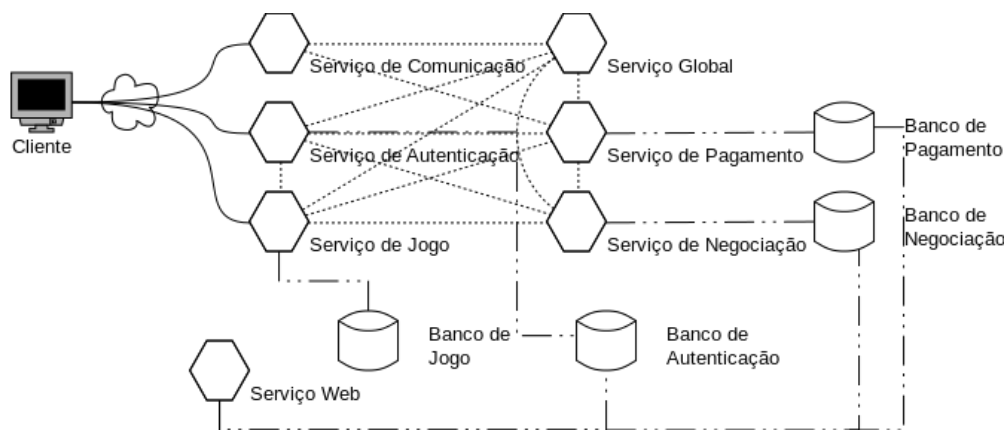 Serviço de Comunicação
Serviço Global
Cliente
Serviço de Autenticação
Serviço de Pagamento
Banco de
Pagamento
Serviço de Jogo
Serviço de Negociação
Banco de
Negociação
Banco de
Jogo
Banco de
Autenticação
Serviço Web